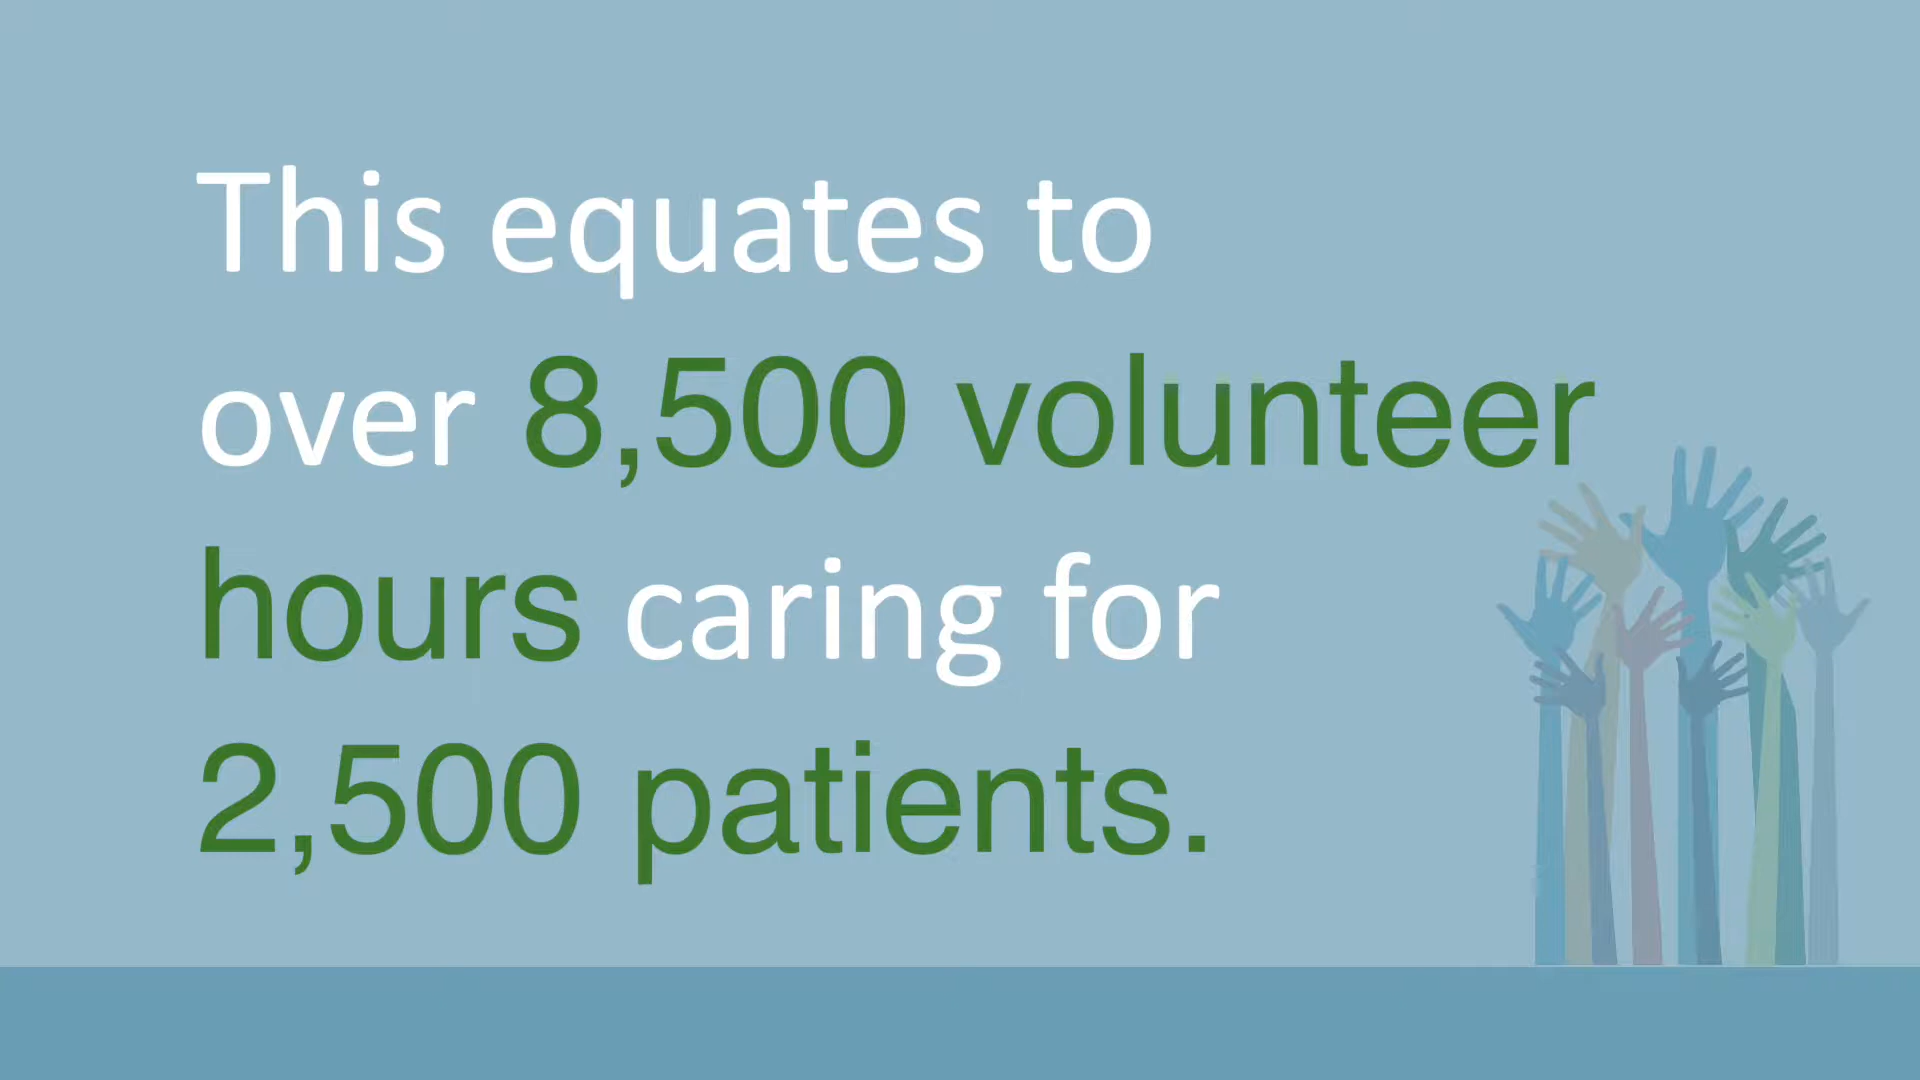 This equates to
over 8,500 volunteer
hours caring for
2,500 patients.